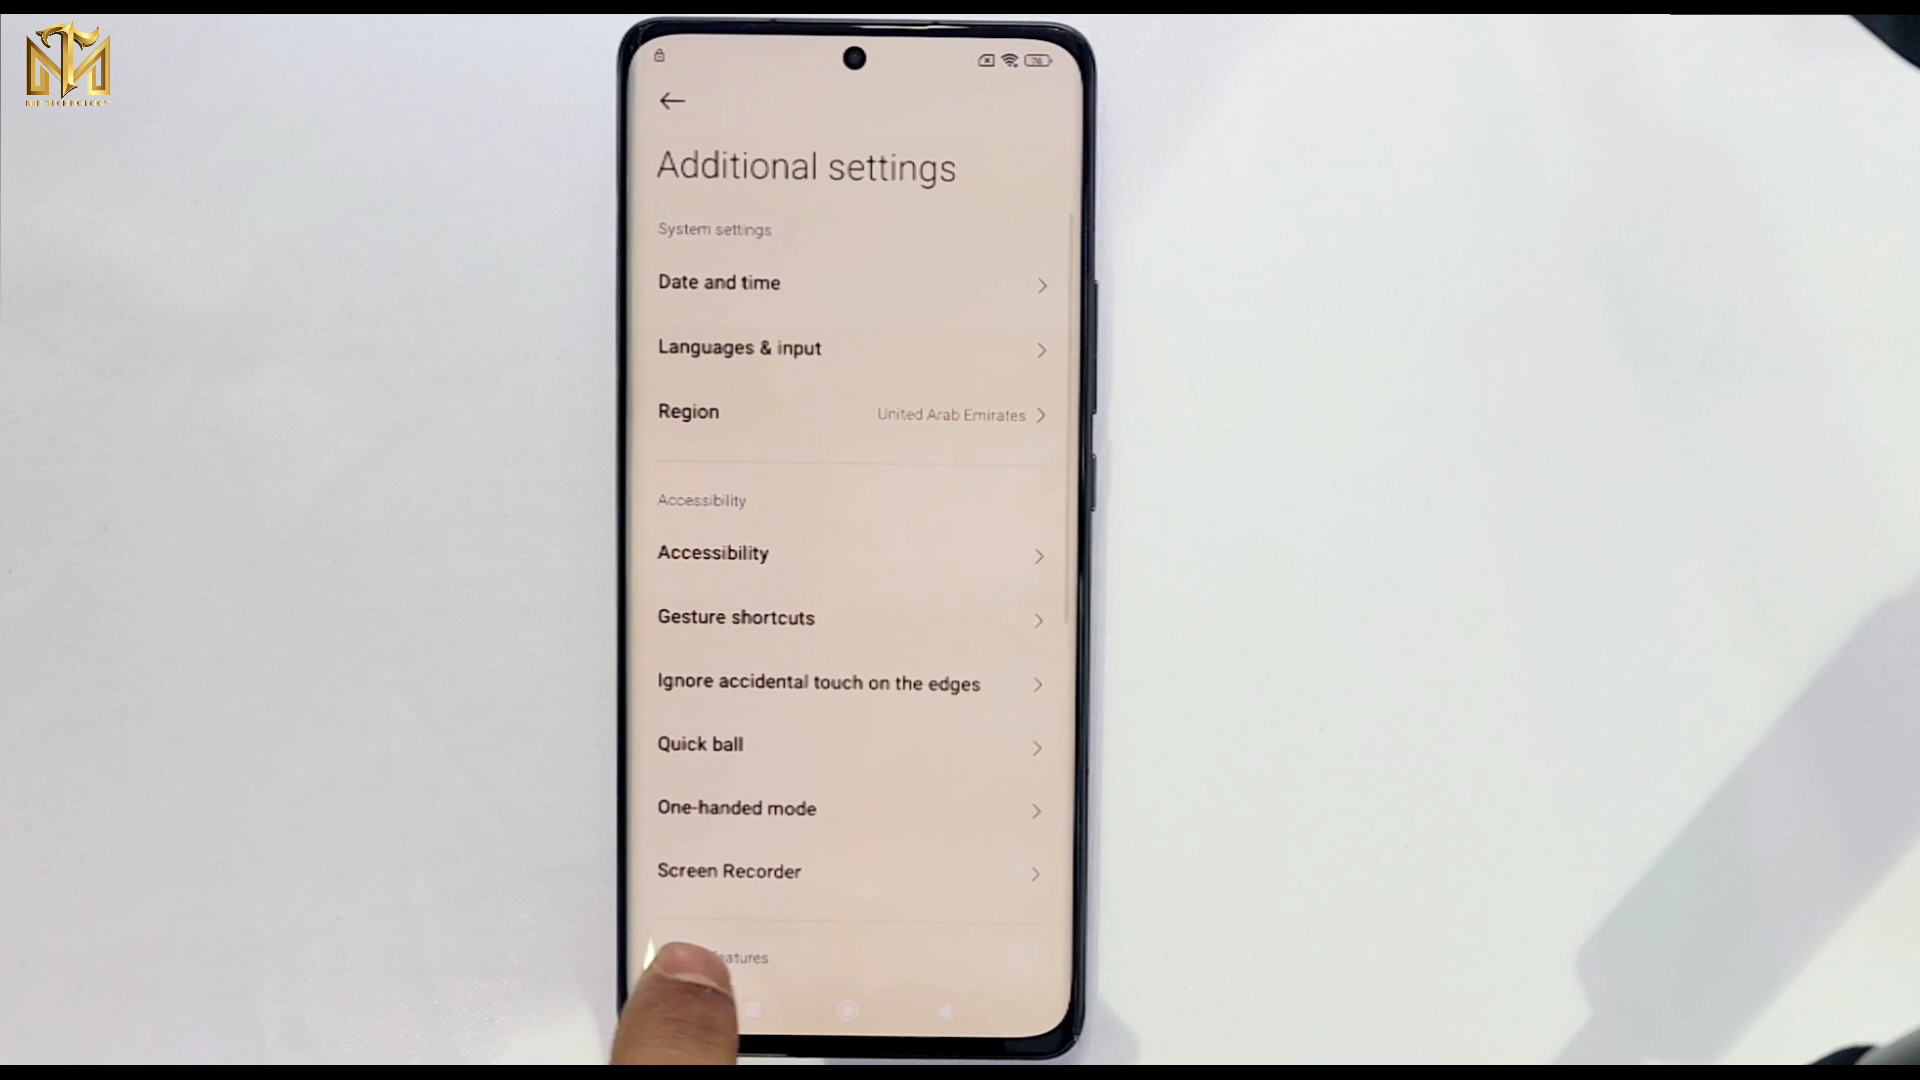 76
Additional settings
System settings
Date and time
Languages & input
Region United Arab Emirates
Accessibility
Accessibility
Gesture shortcuts
Ignore accidental touch on the edges
Quick ball
One-handed mode
Screen Recorder